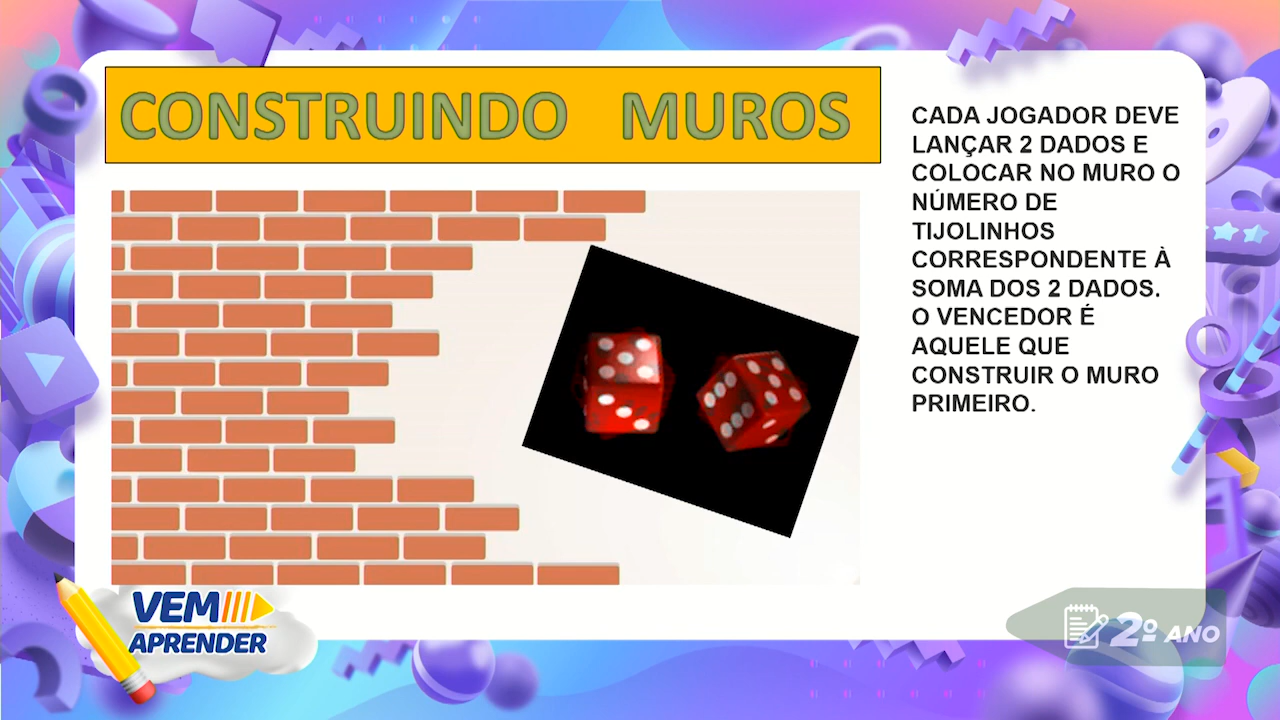 CONSTRUINDO MUROS
CADA JOGADOR DEVE
LANÇAR 2 DADOS E
COLOCAR NO MURO O
NÚMERO DE
TIJOLINHOS
CORRESPONDENTE À
SOMA DOS 2 DADOS.
O VENCEDOR É
AQUELE QUE
CONSTRUIR O MURO
PRIMEIRO.
VEM
APRENDER
2º ANO